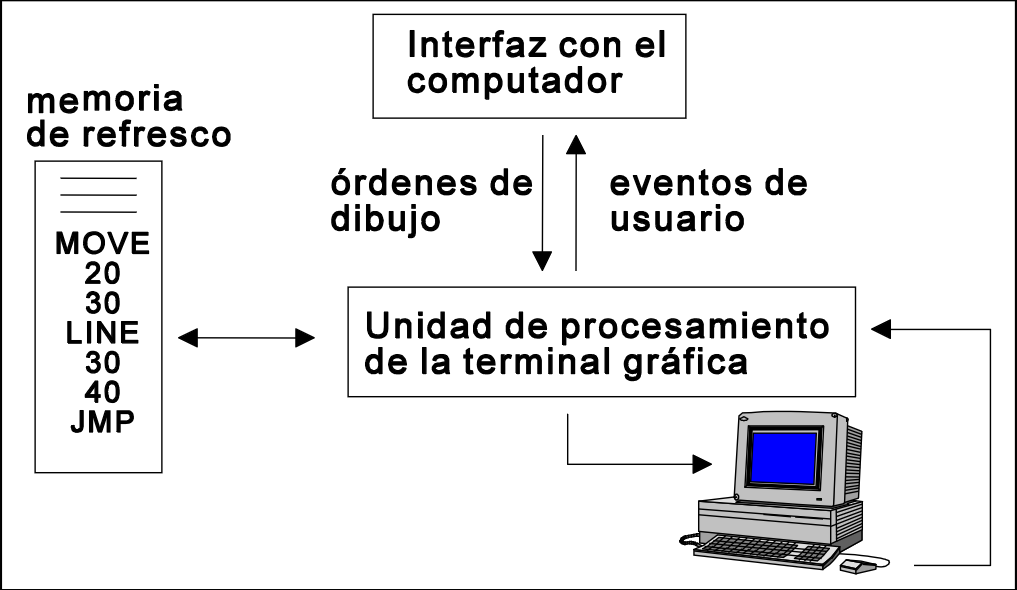 Interfaz con el
computador
memoria
de refresco
órdenes de
dibujo
eventos de
usuario
MOVE
20
30
LINE
30
40
JMP
Unidad de procesamiento
de la terminal gráfica